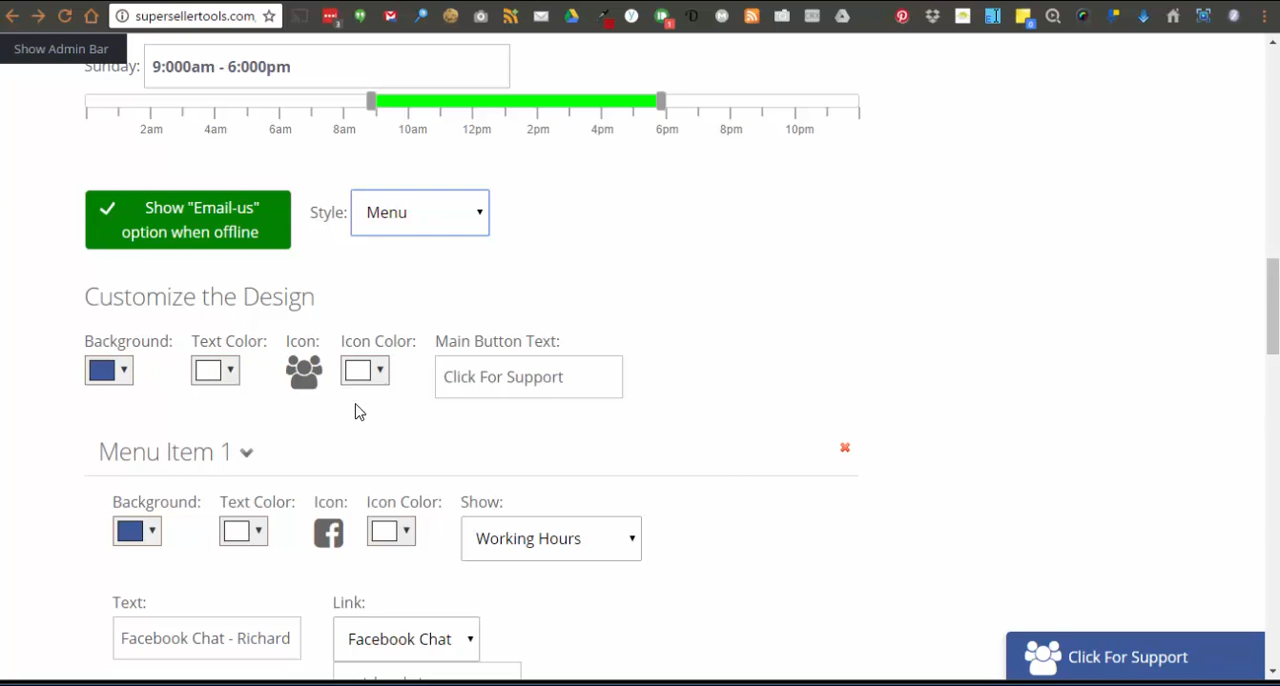 supersellertools.com
Show Admin Bar
Sunday: 9:000am - 6:000pm
2am 4am 6am 8am 10am 12pm 2pm 4pm 6pm 8pm 10pm
Show "Email-us"
option when offline
Style: Menu
Customize the Design
Background: Text Color: Icon: Icon Color: Main Button Text:
Click For Support
Menu Item 1
Background: Text Color: Icon: Icon Color: Show:
Working Hours
Text: Link:
Facebook Chat - Richard Facebook Chat
Click For Support